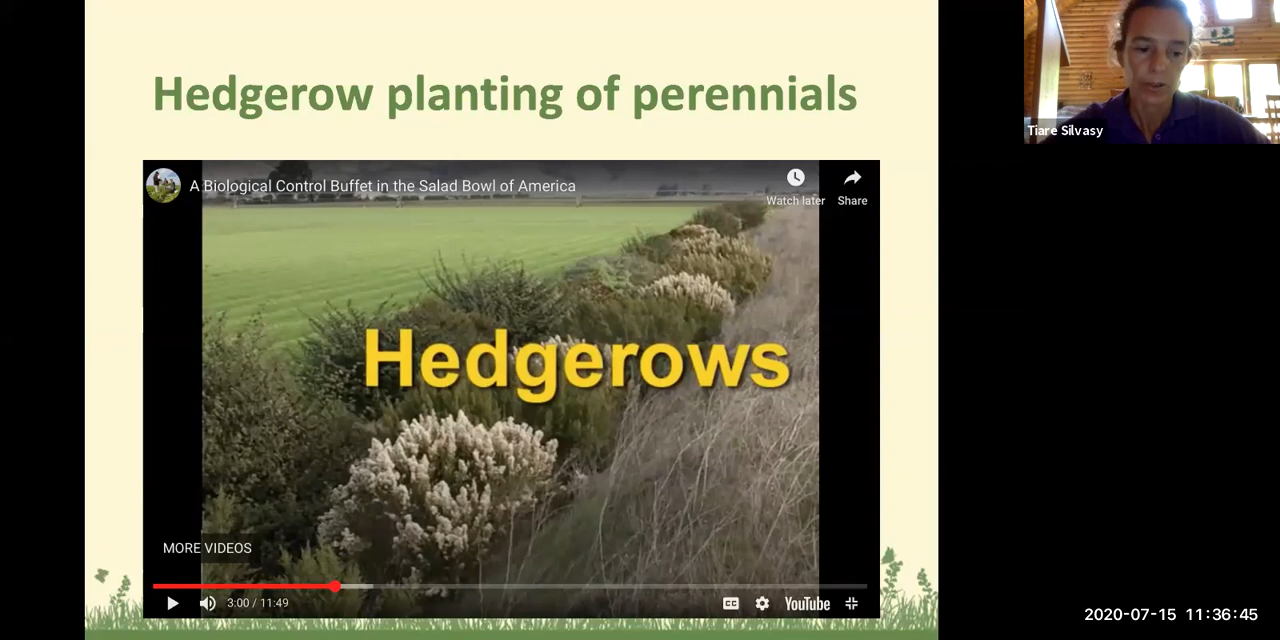 Hedgerow planting of perennials
A Biological Control Buffet in the Salad Bowl of America
Watch later
Share
Tiare Silvasy
Hedgerows
MORE VIDEOS
3:00 / 11:49
CC
YouTube
2020-07-15 11:36:45